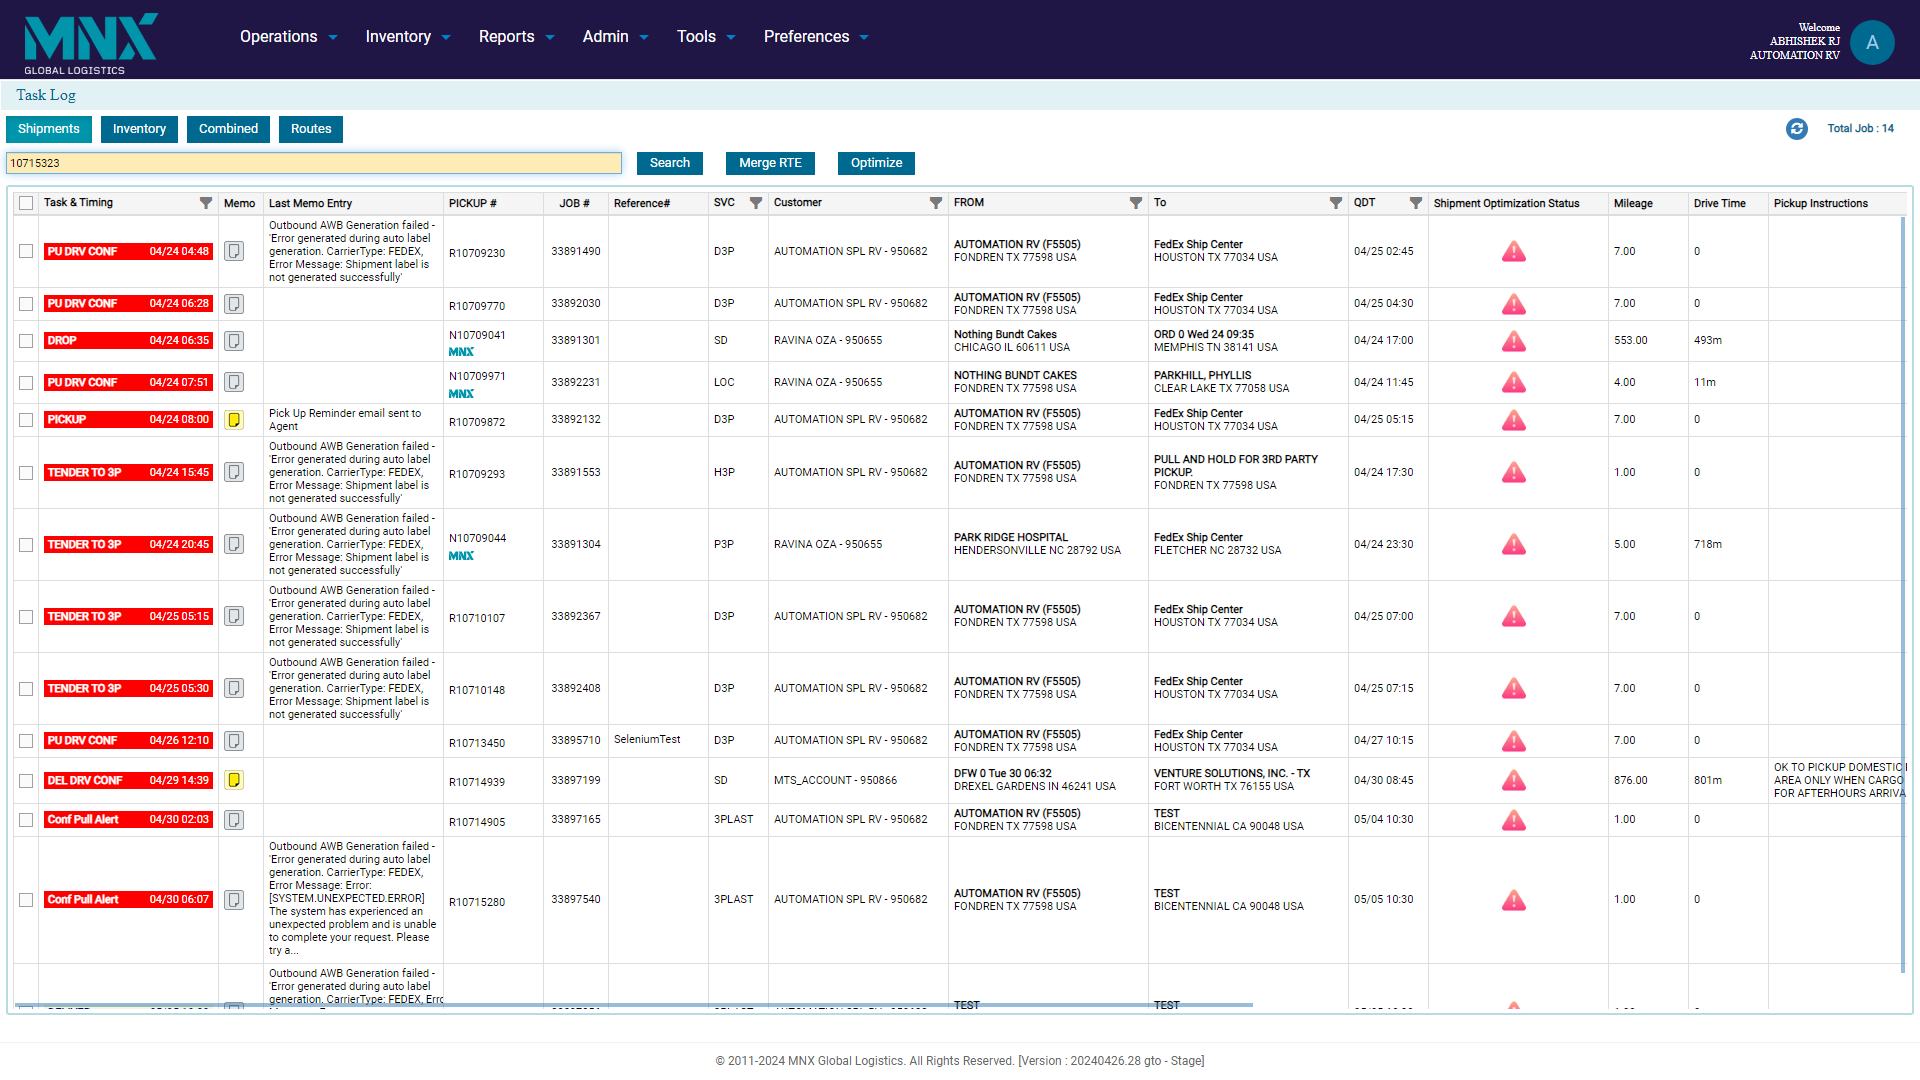 MNX
GLOBAL LOGISTICS
Operations Inventory Reports Admin Tools Preferences
Welcome
ABHISHEK RJ
AUTOMATION RV
A
Task Log
Shipments Inventory Combined Routes
Total Job : 14
10715323
Search Merge RTE Optimize
Task & Timing Memo Last Memo Entry PICKUP # JOB # Reference# SVC Customer FROM To QDT Shipment Optimization Status Mileage Drive Time Pickup Instructions
Outbound AWB Generation failed -
'Error generated during auto label
generation. CarrierType: FEDEX,
Error Message: Shipment label is
not generated successfully'
PU DRV CONF 04/24 04:48 R10709230 33891490 D3P AUTOMATION SPL RV - 950682
AUTOMATION RV (F5505)
FONDREN TX 77598 USA
FedEx Ship Center
HOUSTON TX 77034 USA
04/25 02:45 7.00 0
PU DRV CONF 04/24 06:28 R10709770 33892030 D3P AUTOMATION SPL RV - 950682
AUTOMATION RV (F5505)
FONDREN TX 77598 USA
FedEx Ship Center
HOUSTON TX 77034 USA
04/25 04:30 7.00 0
DROP 04/24 06:35 N10709041
MNX
33891301 SD RAVINA OZA - 950655
Nothing Bundt Cakes
CHICAGO IL 60611 USA
ORD 0 Wed 24 09:35
MEMPHIS TN 38141 USA
04/24 17:00 553.00 493m
PU DRV CONF 04/24 07:51 N10709971
MNX
33892231 LOC RAVINA OZA - 950655
NOTHING BUNDT CAKES
FONDREN TX 77598 USA
PARKHILL, PHYLLIS
CLEAR LAKE TX 77058 USA
04/24 11:45 4.00 11m
PICKUP 04/24 08:00
Pick Up Reminder email sent to
Agent
R10709872 33892132 D3P AUTOMATION SPL RV - 950682
AUTOMATION RV (F5505)
FONDREN TX 77598 USA
FedEx Ship Center
HOUSTON TX 77034 USA
04/25 05:15 7.00 0
TENDER TO 3P 04/24 15:45
Outbound AWB Generation failed -
'Error generated during auto label
generation. CarrierType: FEDEX,
Error Message: Shipment label is
not generated successfully'
R10709293 33891553 H3P AUTOMATION SPL RV - 950682
AUTOMATION RV (F5505)
FONDREN TX 77598 USA
PULL AND HOLD FOR 3RD PARTY
PICKUP.
FONDREN TX 77598 USA
04/24 17:30 1.00 0
TENDER TO 3P 04/24 20:45
Outbound AWB Generation failed -
'Error generated during auto label
generation. CarrierType: FEDEX,
Error Message: Shipment label is
not generated successfully'
N10709044
MNX
33891304 P3P RAVINA OZA - 950655
PARK RIDGE HOSPITAL
HENDERSONVILLE NC 28792 USA
FedEx Ship Center
FLETCHER NC 28732 USA
04/24 23:30 5.00 718m
TENDER TO 3P 04/25 05:15
Outbound AWB Generation failed -
'Error generated during auto label
generation. CarrierType: FEDEX,
Error Message: Shipment label is
not generated successfully'
R10710107 33892367 D3P AUTOMATION SPL RV - 950682
AUTOMATION RV (F5505)
FONDREN TX 77598 USA
FedEx Ship Center
HOUSTON TX 77034 USA
04/25 07:00 7.00 0
TENDER TO 3P 04/25 05:30
Outbound AWB Generation failed -
'Error generated during auto label
generation. CarrierType: FEDEX,
Error Message: Shipment label is
not generated successfully'
R10710148 33892408 D3P AUTOMATION SPL RV - 950682
AUTOMATION RV (F5505)
FONDREN TX 77598 USA
FedEx Ship Center
HOUSTON TX 77034 USA
04/25 07:15 7.00 0
PU DRV CONF 04/26 12:10 R10713450 33895710 SeleniumTest D3P AUTOMATION SPL RV - 950682
AUTOMATION RV (F5505)
FONDREN TX 77598 USA
FedEx Ship Center
HOUSTON TX 77034 USA
04/27 10:15 7.00 0
DEL DRV CONF 04/29 14:39 R10714939 33897199 SD MTS_ACCOUNT - 950866
DFW 0 Tue 30 06:32
DREXEL GARDENS IN 46241 USA
VENTURE SOLUTIONS, INC. - TX
FORT WORTH TX 76155 USA
04/30 08:45 876.00 801m
OK TO PICKUP DOMESTIC
AREA ONLY WHEN CARGO
FOR AFTERHOURS ARRIVA
Conf Pull Alert 04/30 02:03 R10714905 33897165 3PLAST AUTOMATION SPL RV - 950682
AUTOMATION RV (F5505)
FONDREN TX 77598 USA
TEST
BICENTENNIAL CA 90048 USA
05/04 10:30 1.00 0
Conf Pull Alert 04/30 06:07
Outbound AWB Generation failed -
'Error generated during auto label
generation. CarrierType: FEDEX,
Error Message: Error:
[SYSTEM.UNEXPECTED.ERROR]
The system has experienced an
unexpected problem and is unable
to complete your request. Please
try a...
R10715280 33897540 3PLAST AUTOMATION SPL RV - 950682
AUTOMATION RV (F5505)
FONDREN TX 77598 USA
TEST
BICENTENNIAL CA 90048 USA
05/05 10:30 1.00 0
Outbound AWB Generation failed -
'Error generated during auto label
generation. CarrierType: FEDEX, Erro
TEST TEST
© 2011-2024 MNX Global Logistics. All Rights Reserved. [Version : 20240426.28 gto - Stage]